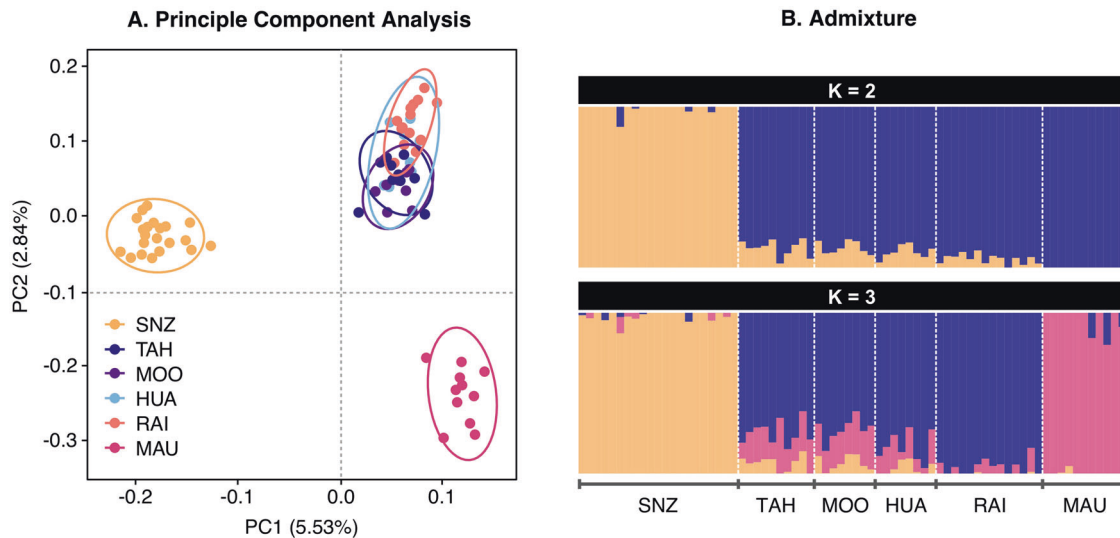 A. Principle Component Analysis
PC2 (2.84%)
0.2
0.1
0.0
-0.1
-0.2
-0.3
SNZ
TAH
MOO
HUA
RAI
MAU
-0.2
-0.1
0.0
0.1
PC1 (5.53%)
B. Admixture
K = 2
K = 3
SNZ TAH MOO HUA RAI MAU